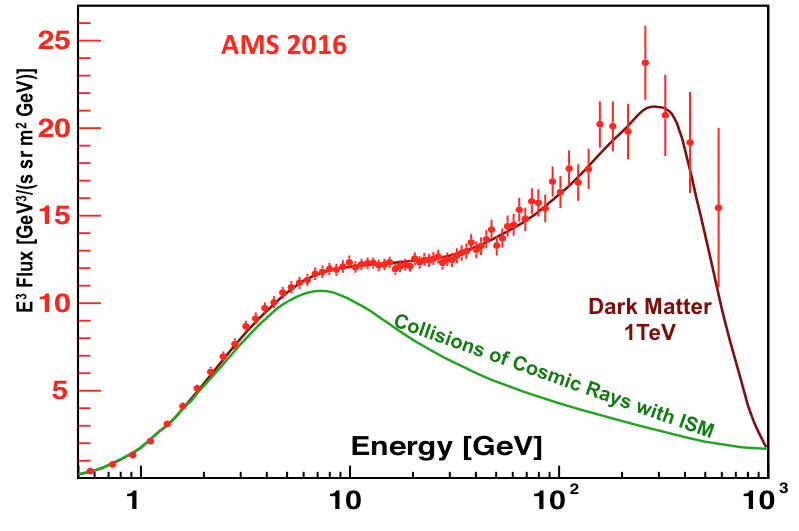 AMS 2016
E³ Flux [GeV³/(s sr m² GeV)]
25
20
15
10
5
Dark Matter
1TeV
Collisions of Cosmic Rays with ISM
Energy [GeV]
1
10
10²
10³